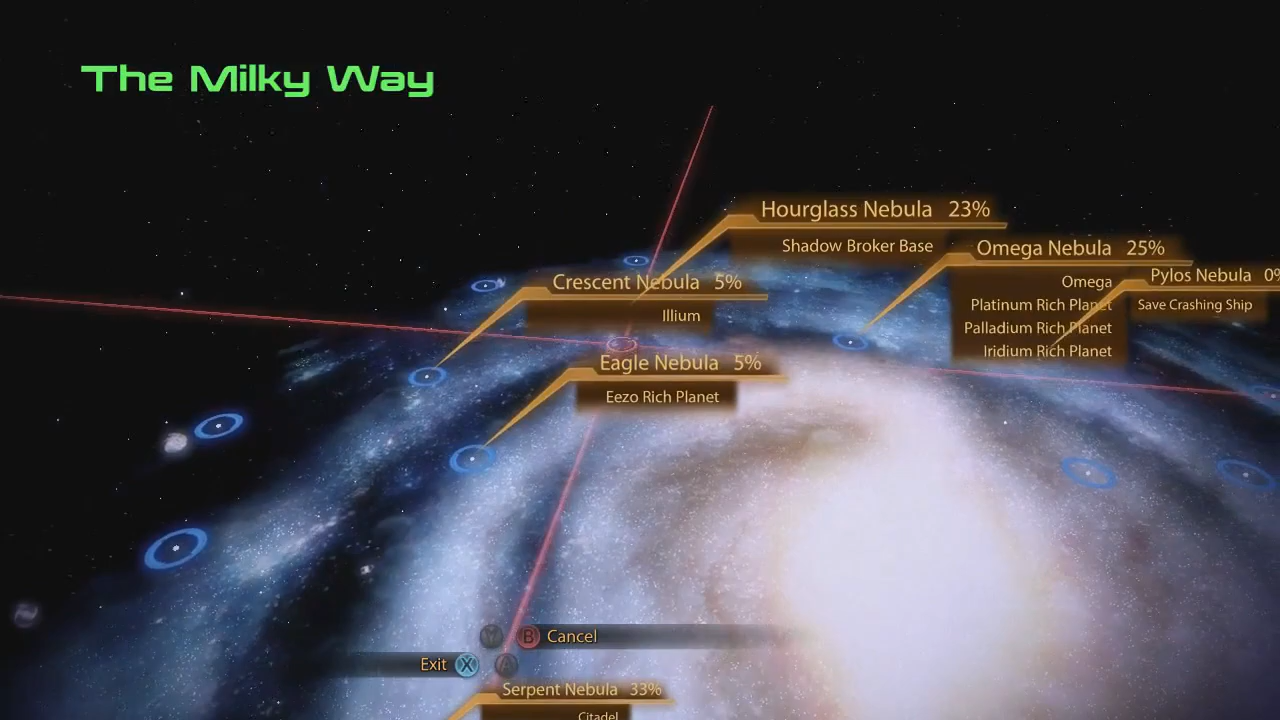 The Milky Way
Hourglass Nebula 23%
Shadow Broker Base
Omega Nebula 25%
Omega
Platinum Rich Planet
Palladium Rich Planet
Iridium Rich Planet
Pylos Nebula 0%
Save Crashing Ship
Crescent Nebula 5%
Illium
Eagle Nebula 5%
Eezo Rich Planet
Y B Cancel
Exit X A
Serpent Nebula 33%
Citadel